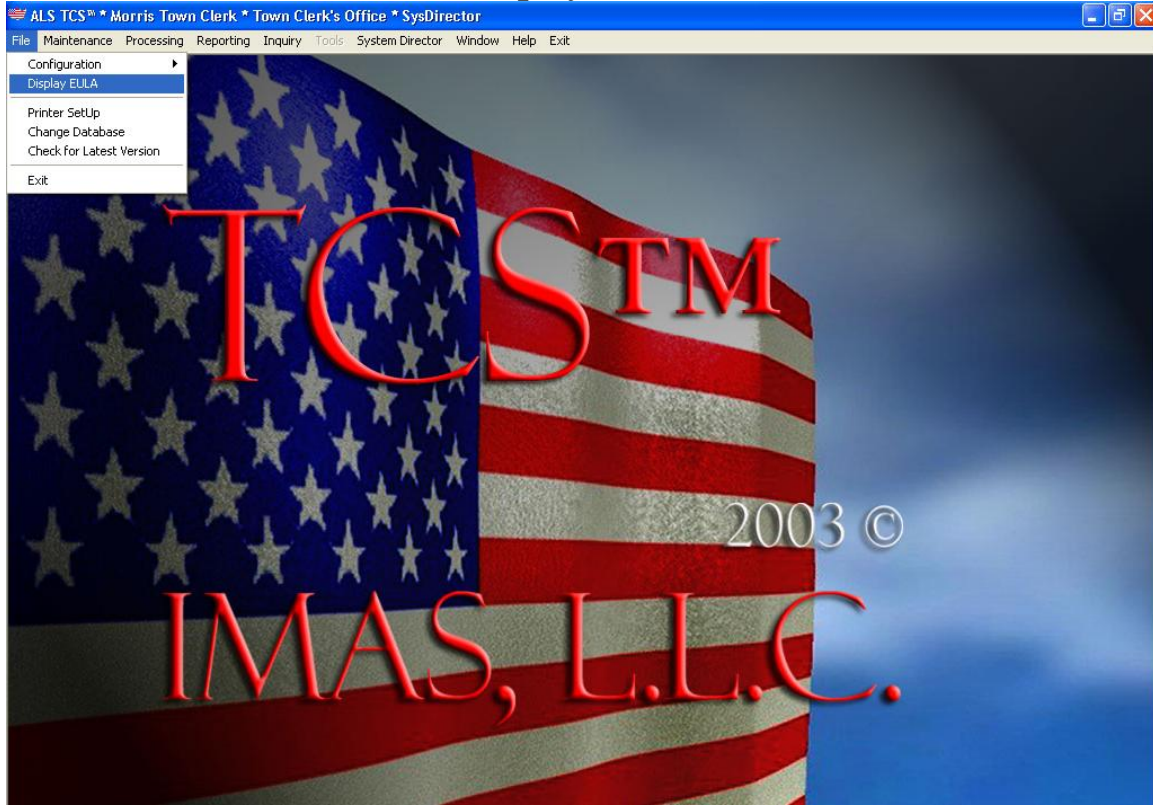 ALS TCS™ * Morris Town Clerk * Town Clerk's Office * SysDirector
File Maintenance Processing Reporting Inquiry Tools System Director Window Help Exit
Configuration
Display EULA
Printer SetUp
Change Database
Check for Latest Version
Exit
TCS™
2003 ©
IMAS, L.L.C.